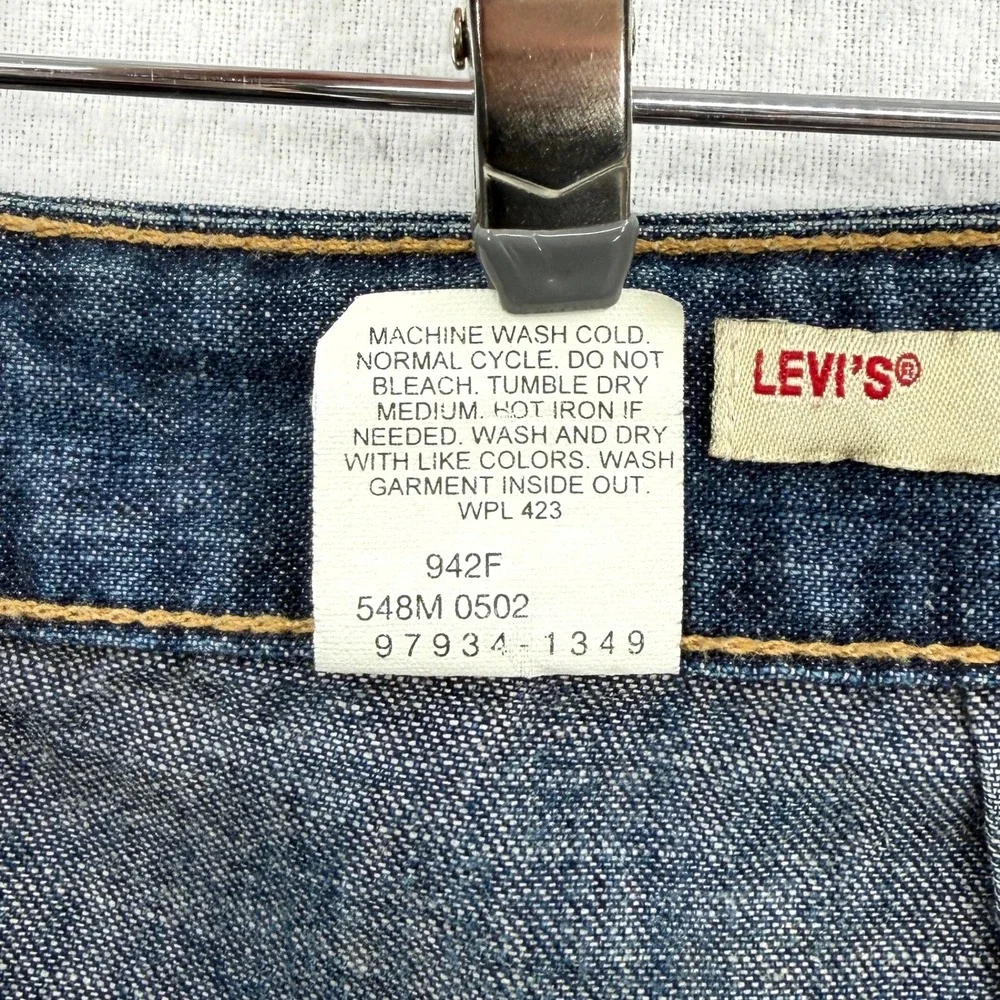 MACHINE WASH COLD.
NORMAL CYCLE. DO NOT
BLEACH. TUMBLE DRY
MEDIUM. HOT IRON IF
NEEDED. WASH AND DRY
WITH LIKE COLORS. WASH
GARMENT INSIDE OUT.
WPL 423
942F
548M 0502
97934-1349
LEVI'S®